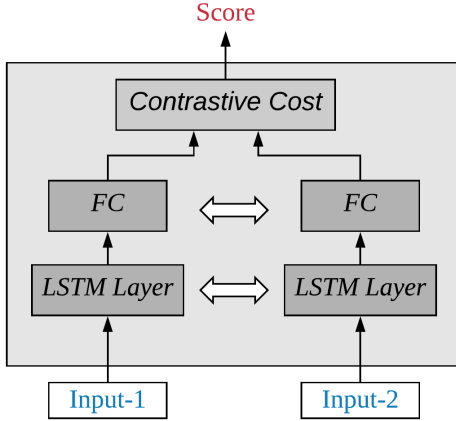 Score
Contrastive Cost
FC
FC
LSTM Layer
LSTM Layer
Input-1
Input-2